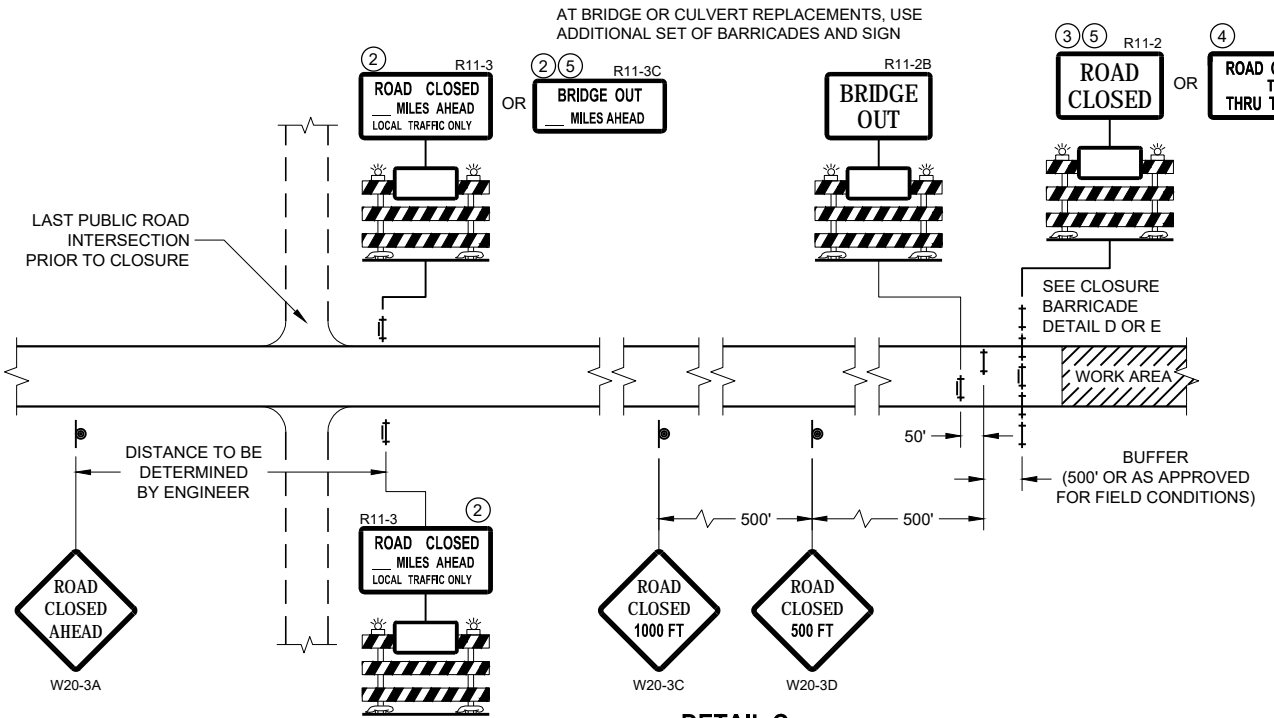 AT BRIDGE OR CULVERT REPLACEMENTS, USE
ADDITIONAL SET OF BARRICADES AND SIGN
2
R11-3
ROAD CLOSED
___ MILES AHEAD
LOCAL TRAFFIC ONLY
OR
2 5
R11-3C
BRIDGE OUT
___ MILES AHEAD
R11-2B
BRIDGE
OUT
3 5
R11-2
ROAD
CLOSED
OR
4
ROAD
THRU
LAST PUBLIC ROAD
INTERSECTION
PRIOR TO CLOSURE
SEE CLOSURE
BARRICADE
DETAIL D OR E
WORK AREA
DISTANCE TO BE
DETERMINED
BY ENGINEER
50'
BUFFER
(500' OR AS APPROVED
FOR FIELD CONDITIONS)
500'
500'
R11-3
2
ROAD CLOSED
___ MILES AHEAD
LOCAL TRAFFIC ONLY
ROAD
CLOSED
AHEAD
W20-3A
ROAD
CLOSED
1000 FT
W20-3C
ROAD
CLOSED
500 FT
W20-3D